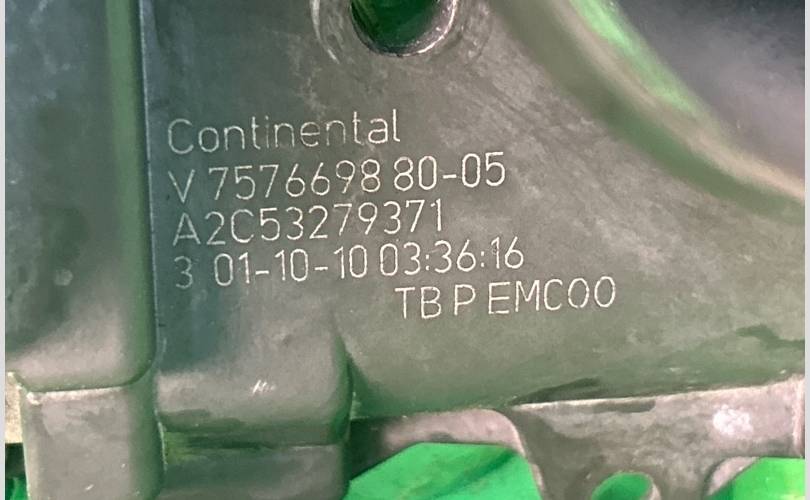 Continental
V 7576698 80-05
A2C53279371
3 01-10-10 03:36:16
TB P EMC00